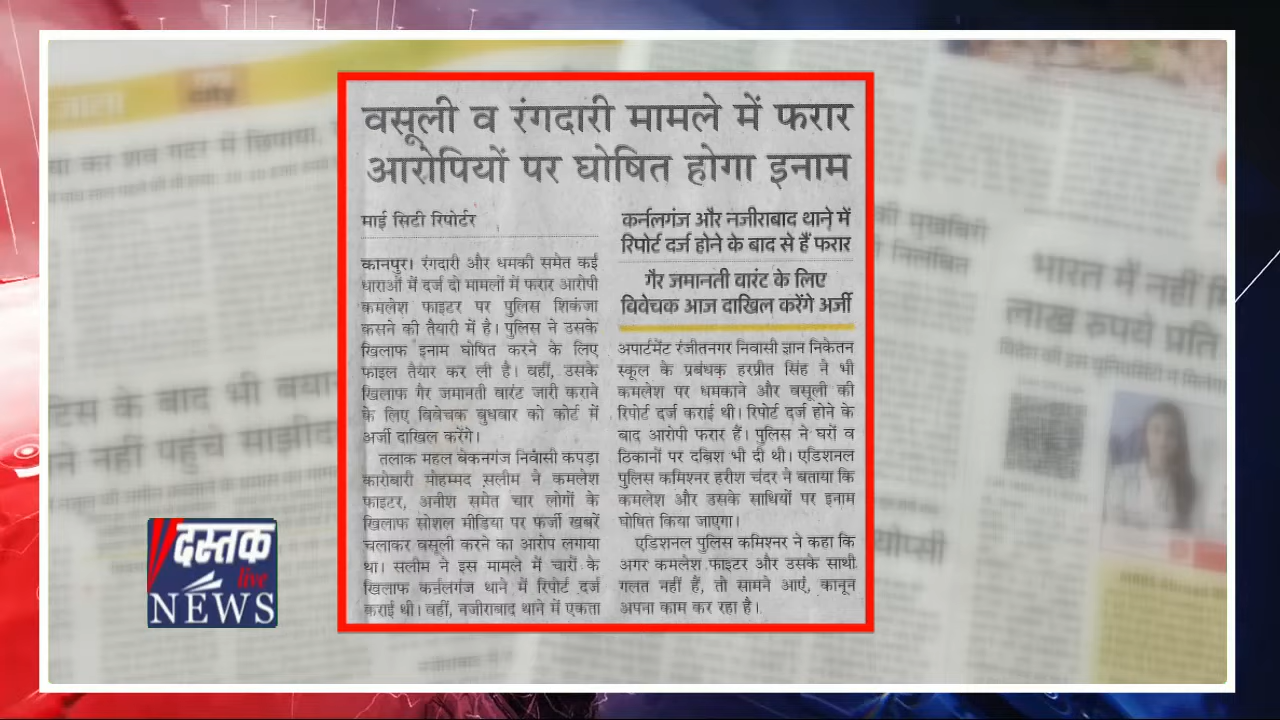 वसूली व रंगदारी मामले में फरार
आरोपियों पर घोषित होगा इनाम
माई सिटी रिपोर्टर
कानपुर। रंगदारी और धमकी समेत कई
धाराओं में दर्ज दो मामलों में फरार आरोपी
कमलेश फाइटर पर पुलिस शिकंजा
कसने की तैयारी में है। पुलिस ने उसके
खिलाफ इनाम घोषित करने के लिए
फाइल तैयार कर ली है। वहीं, उसके
खिलाफ गैर जमानती वारंट जारी कराने
के लिए विवेचक बुधवार को कोर्ट में
अर्जी दाखिल करेंगे।
तलाक महल बेकनगंज निवासी कपड़ा
कारोबारी मोहम्मद सलीम ने कमलेश
फाइटर, अनीश समेत चार लोगों के
खिलाफ सोशल मीडिया पर फर्जी खबरें
चलाकर वसूली करने का आरोप लगाया
था। सलीम ने इस मामले में चारों के
खिलाफ कर्नलगंज थाने में रिपोर्ट दर्ज
कराई थी। वहीं, नजीराबाद थाने में एकता
कर्नलगंज और नजीराबाद थाने में
रिपोर्ट दर्ज होने के बाद से हैं फरार
गैर जमानती वारंट के लिए
विवेचक आज दाखिल करेंगे अर्जी
अपार्टमेंट रंजीतनगर निवासी ज्ञान निकेतन
स्कूल के प्रबंधक हरप्रीत सिंह ने भी
कमलेश पर धमकाने और वसूली की
रिपोर्ट दर्ज कराई थी। रिपोर्ट दर्ज होने के
बाद आरोपी फरार हैं। पुलिस ने घरों व
ठिकानों पर दबिश भी दी थी। एडिशनल
पुलिस कमिश्नर हरीश चंदर ने बताया कि
कमलेश और उसके साथियों पर इनाम
घोषित किया जाएगा।
एडिशनल पुलिस कमिश्नर ने कहा कि
अगर कमलेश फाइटर और उसके साथी
गलत नहीं हैं, तो सामने आएं, कानून
अपना काम कर रहा है।
दस्तक
live
NEWS
भारत में नहीं
लाख रुपये प्रति
टिस के बाद भी बयान
न नहीं पहुंचे माझीद